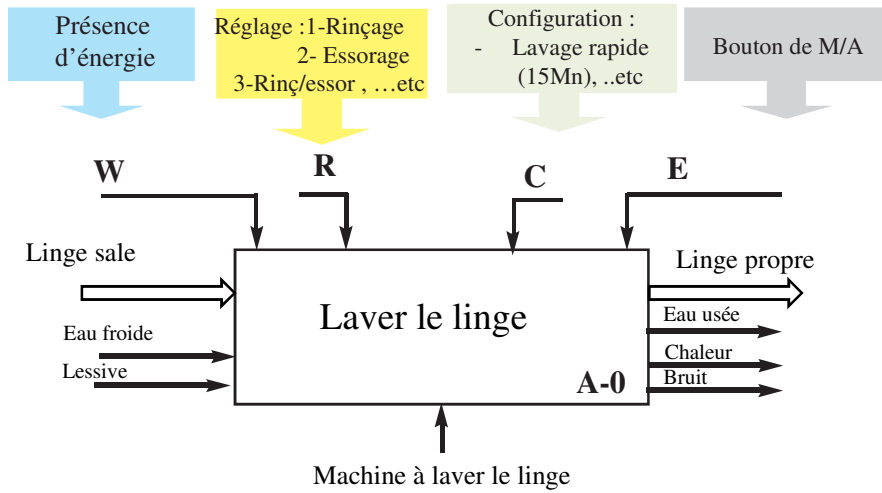 Présence
d'énergie
Réglage :1-Rinçage
2- Essorage
3-Rinç/essor , …etc
Configuration :
- Lavage rapide
(15Mn), ..etc
Bouton de M/A
W
R
C
E
Linge sale
Eau froide
Lessive
Laver le linge
A-0
Linge propre
Eau usée
Chaleur
Bruit
Machine à laver le linge